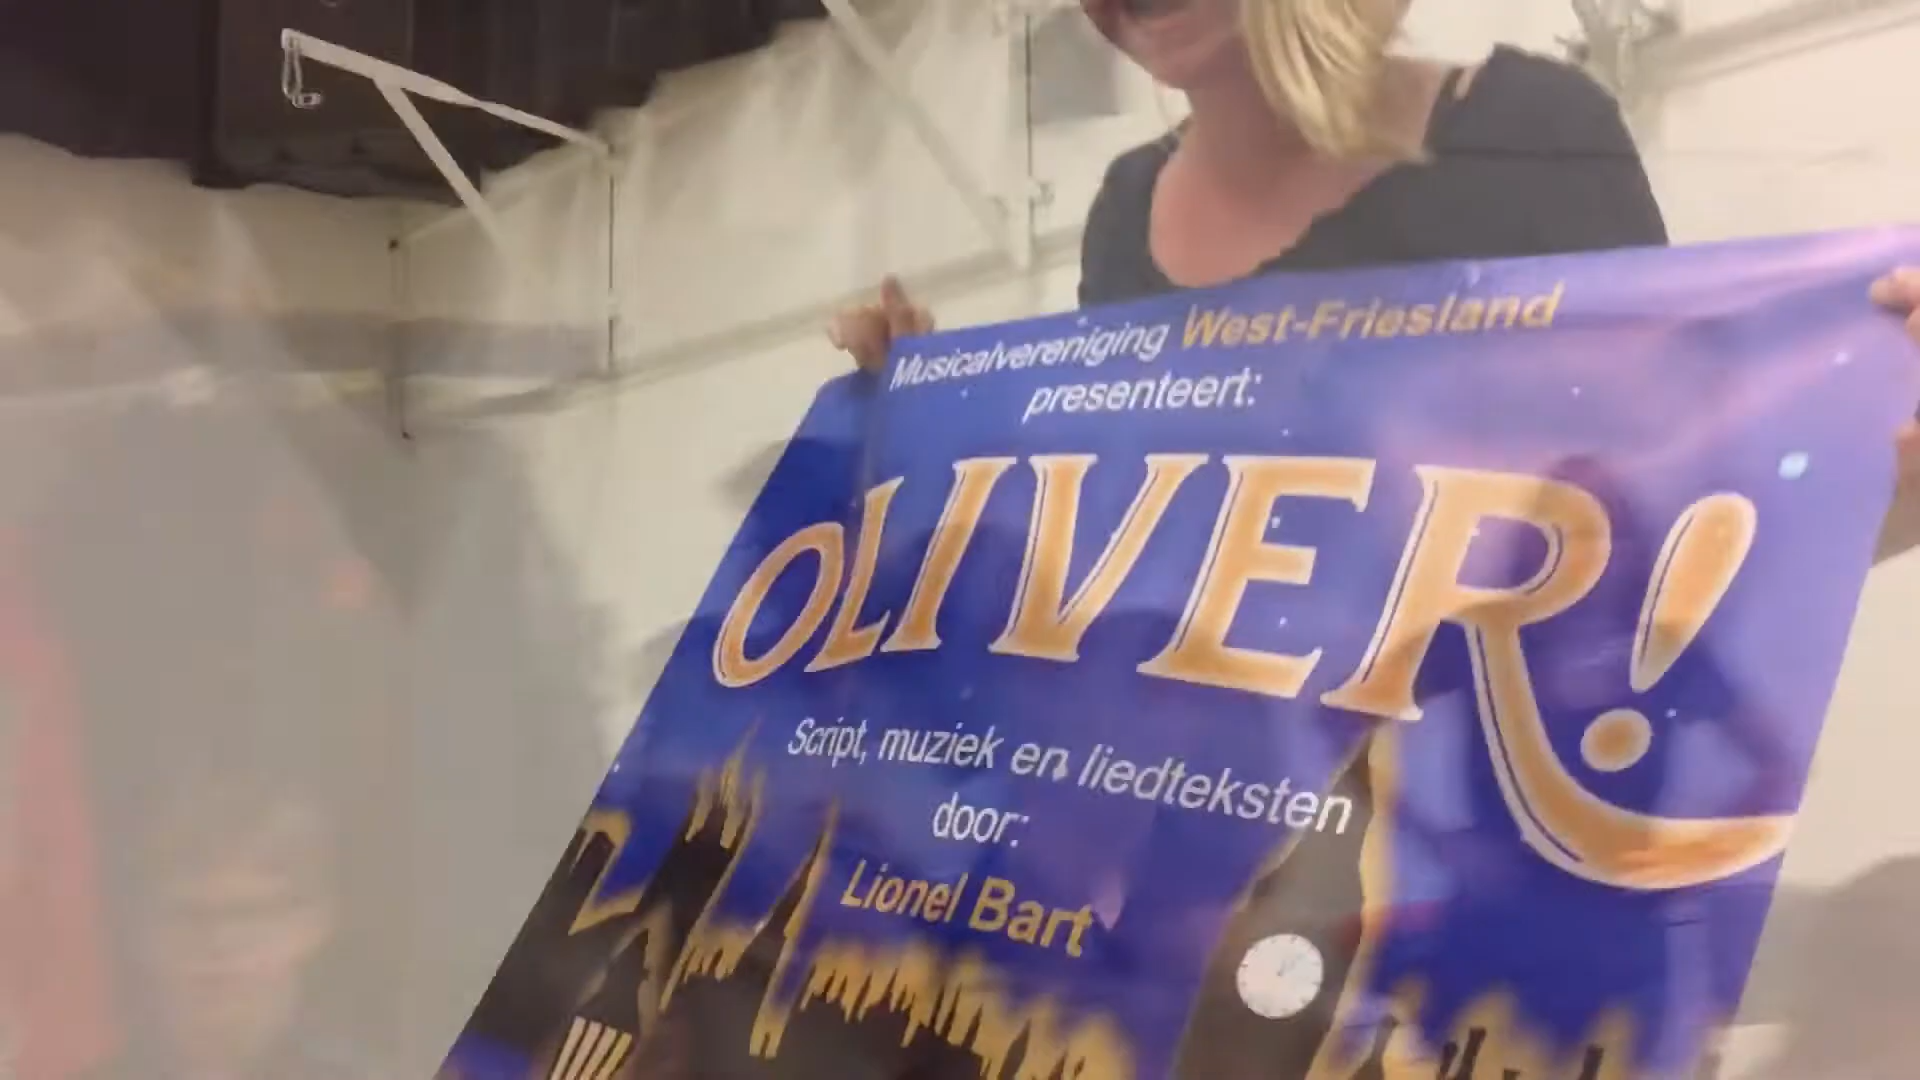 Musicalvereniging West-Friesland
presenteert:
OLIVER!
Script, muziek en liedteksten
door:
Lionel Bart